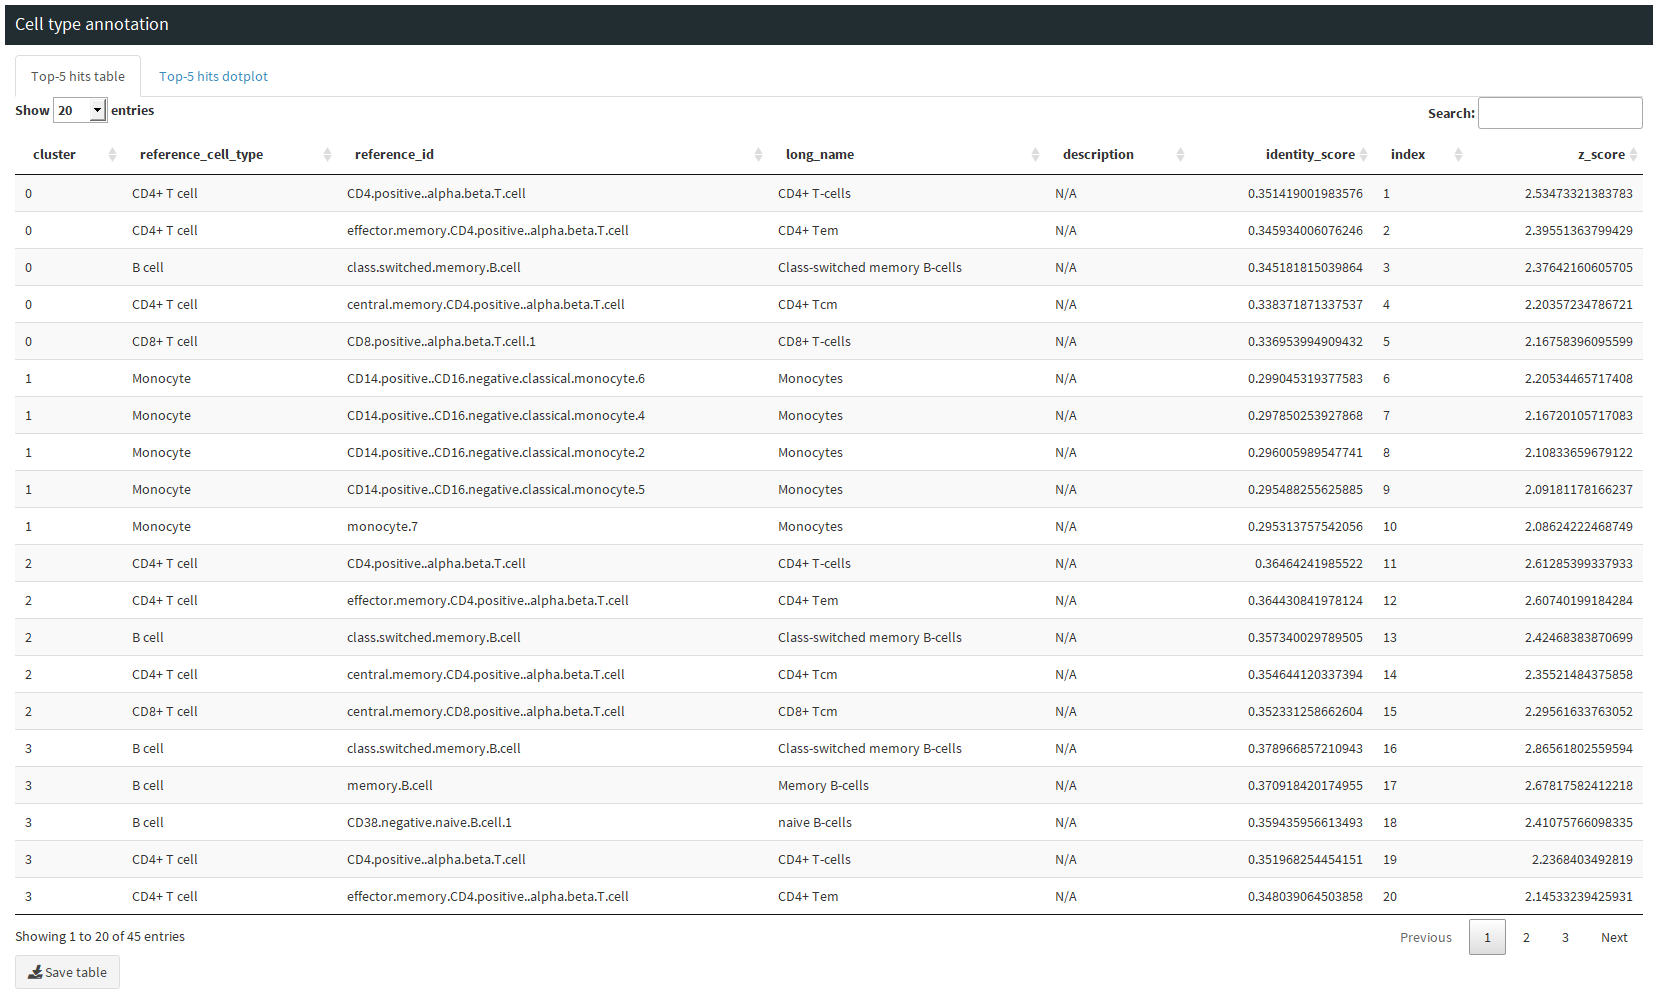 Cell type annotation
Top-5 hits table Top-5 hits dotplot
Show 20 entries Search:
cluster reference_cell_type reference_id long_name description identity_score index z_score
0 CD4+ T cell CD4.positive..alpha.beta.T.cell CD4+ T-cells N/A 0.351419001983576 1 2.53473321383783
0 CD4+ T cell effector.memory.CD4.positive..alpha.beta.T.cell CD4+ Tem N/A 0.345934006076246 2 2.39551363799429
0 B cell class.switched.memory.B.cell Class-switched memory B-cells N/A 0.345181815039864 3 2.37642160605705
0 CD4+ T cell central.memory.CD4.positive..alpha.beta.T.cell CD4+ Tcm N/A 0.338371871337537 4 2.20357234786721
0 CD8+ T cell CD8.positive..alpha.beta.T.cell.1 CD8+ T-cells N/A 0.336953994909432 5 2.16758396095599
1 Monocyte CD14.positive..CD16.negative.classical.monocyte.6 Monocytes N/A 0.299045319377583 6 2.20534465717408
1 Monocyte CD14.positive..CD16.negative.classical.monocyte.4 Monocytes N/A 0.297850253927868 7 2.16720105717083
1 Monocyte CD14.positive..CD16.negative.classical.monocyte.2 Monocytes N/A 0.296005989547741 8 2.10833659679122
1 Monocyte CD14.positive..CD16.negative.classical.monocyte.5 Monocytes N/A 0.295488255625885 9 2.09181178166237
1 Monocyte monocyte.7 Monocytes N/A 0.295313757542056 10 2.08624222468749
2 CD4+ T cell CD4.positive..alpha.beta.T.cell CD4+ T-cells N/A 0.36464241985522 11 2.61285399337933
2 CD4+ T cell effector.memory.CD4.positive..alpha.beta.T.cell CD4+ Tem N/A 0.364430841978124 12 2.60740199184284
2 B cell class.switched.memory.B.cell Class-switched memory B-cells N/A 0.357340029789505 13 2.42468383870699
2 CD4+ T cell central.memory.CD4.positive..alpha.beta.T.cell CD4+ Tcm N/A 0.354644120337394 14 2.35521484375858
2 CD8+ T cell central.memory.CD8.positive..alpha.beta.T.cell CD8+ Tcm N/A 0.352331258662604 15 2.29561633763052
3 B cell class.switched.memory.B.cell Class-switched memory B-cells N/A 0.378966857210943 16 2.86561802559594
3 B cell memory.B.cell Memory B-cells N/A 0.370918420174955 17 2.67817582412218
3 B cell CD38.negative.naive.B.cell.1 naive B-cells N/A 0.359435956613493 18 2.41075766098335
3 CD4+ T cell CD4.positive..alpha.beta.T.cell CD4+ T-cells N/A 0.351968254454151 19 2.2368403492819
3 CD4+ T cell effector.memory.CD4.positive..alpha.beta.T.cell CD4+ Tem N/A 0.348039064503858 20 2.14533239425931
Showing 1 to 20 of 45 entries Previous 1 2 3 Next
Save table